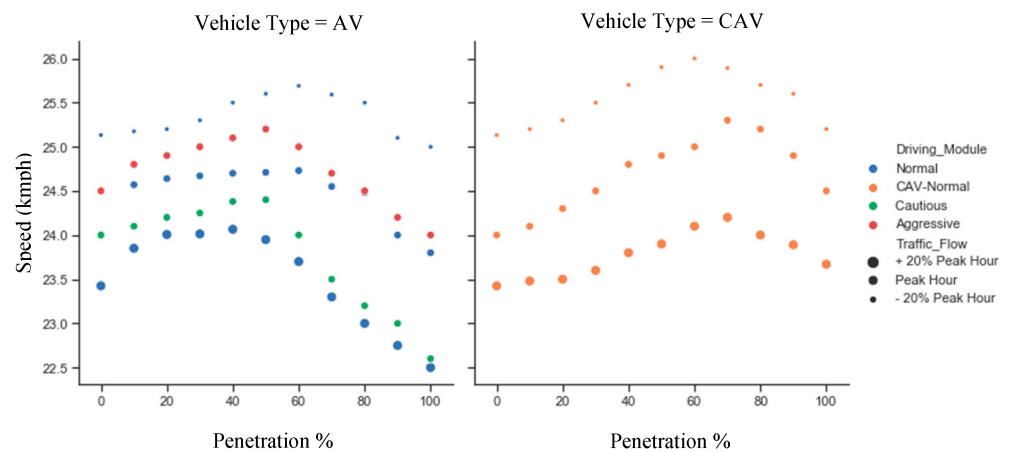 Vehicle Type = AV
Vehicle Type = CAV
26.0
25.5
25.0
24.5
24.0
23.5
23.0
22.5
Speed (kmph)
0 20 40 60 80 100
0 20 40 60 80 100
Penetration %
Penetration %
Driving_Module
Normal
CAV-Normal
Cautious
Aggressive
Traffic_Flow
+ 20% Peak Hour
Peak Hour
- 20% Peak Hour